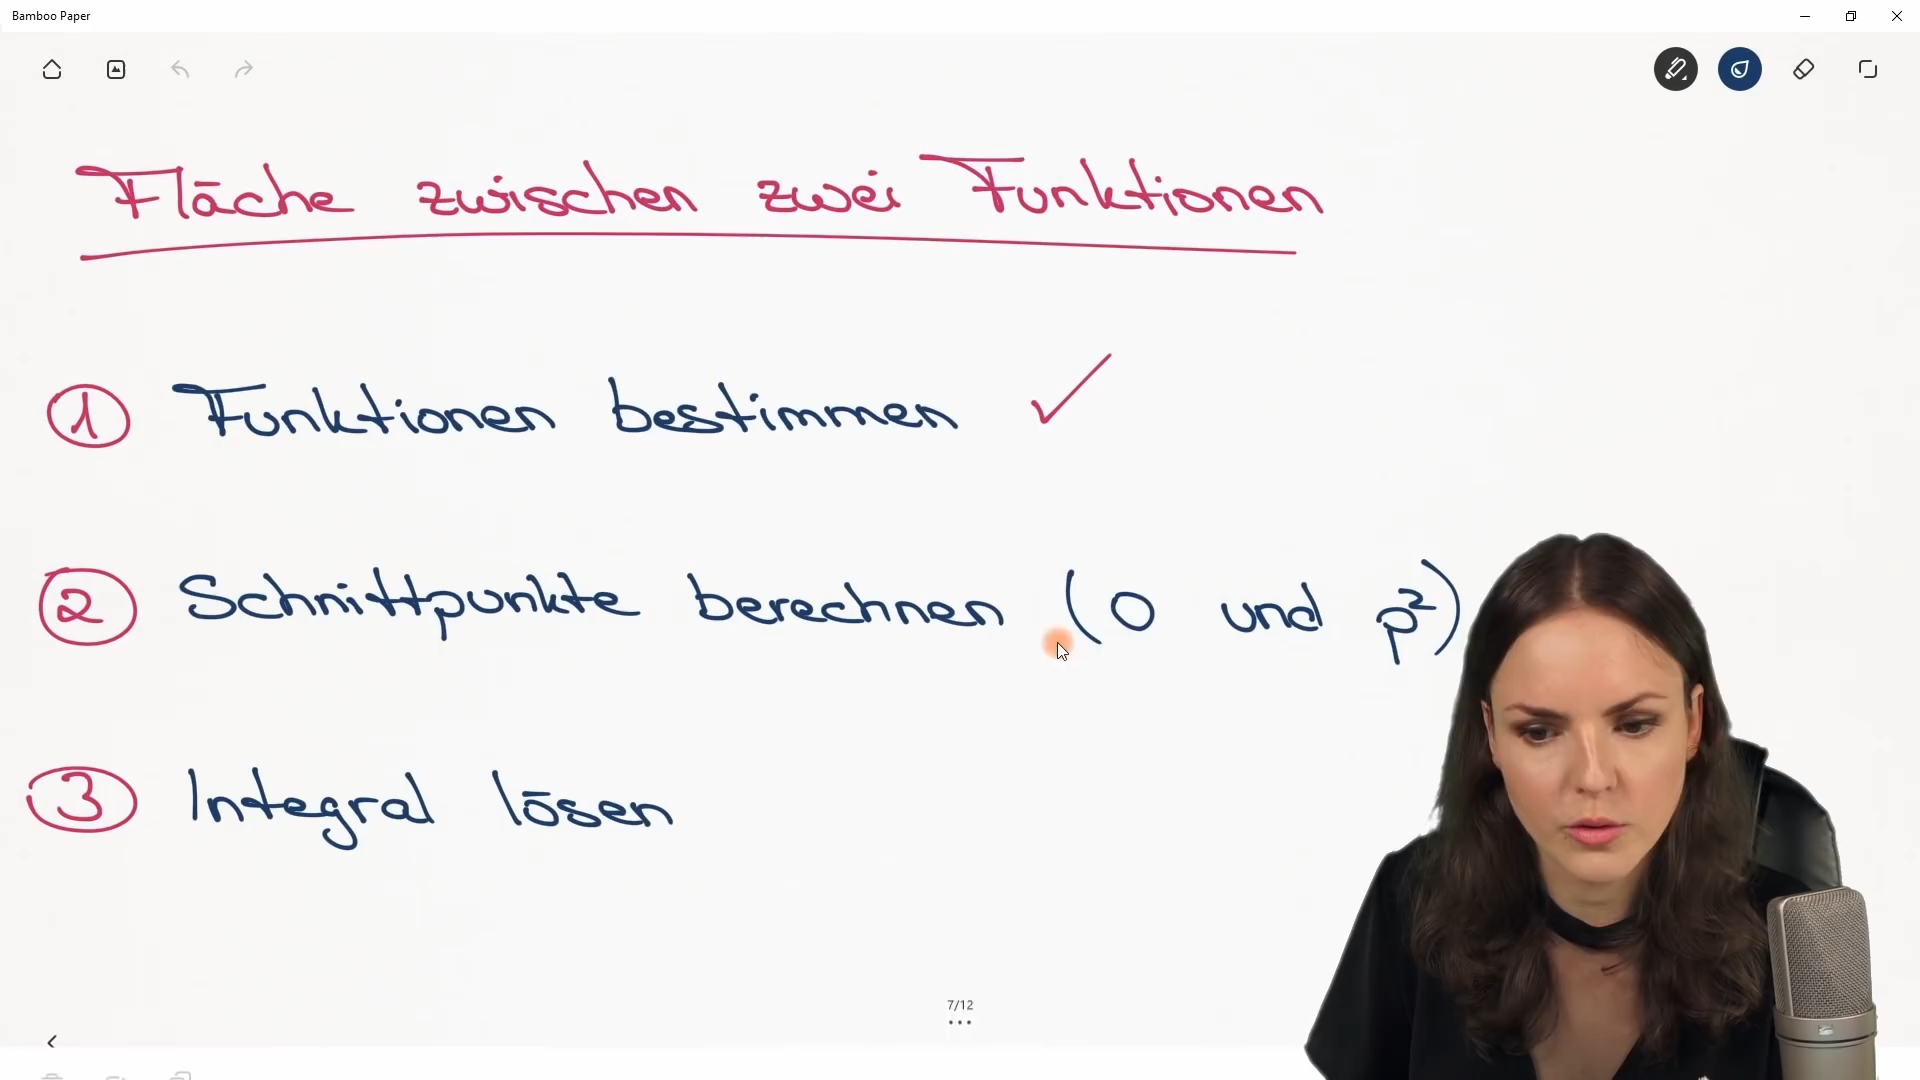 Bamboo Paper
Fläche zwischen zwei Funktionen
① Funktionen bestimmen ✓
② Schnittpunkte berechnen (0 und p²)
③ Integral lösen
7/12